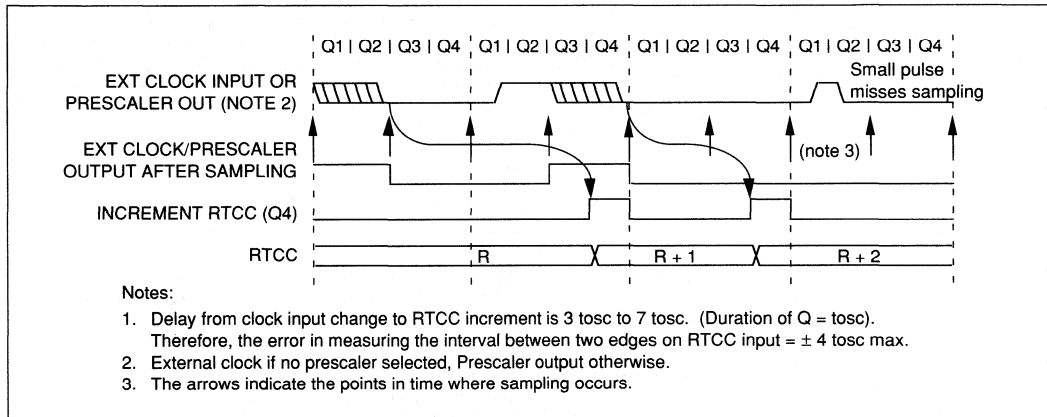 Q1 | Q2 | Q3 | Q4 Q1 | Q2 | Q3 | Q4 Q1 | Q2 | Q3 | Q4 Q1 | Q2 | Q3 | Q4
EXT CLOCK INPUT OR
PRESCALER OUT (NOTE 2)
Small pulse
misses sampling
EXT CLOCK/PRESCALER
OUTPUT AFTER SAMPLING
(note 3)
INCREMENT RTCC (Q4)
RTCC R R + 1 R + 2
Notes:
1. Delay from clock input change to RTCC increment is 3 tosc to 7 tosc. (Duration of Q = tosc).
Therefore, the error in measuring the interval between two edges on RTCC input = ± 4 tosc max.
2. External clock if no prescaler selected, Prescaler output otherwise.
3. The arrows indicate the points in time where sampling occurs.